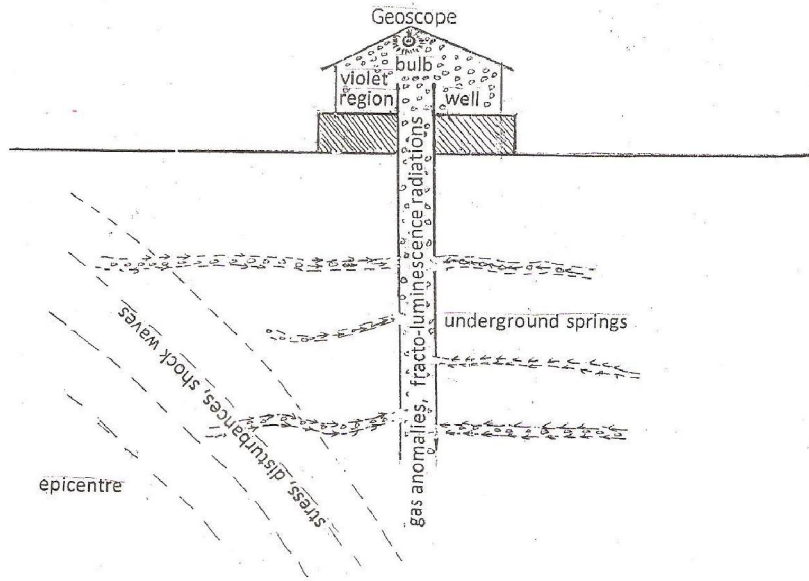 Geoscope
bulb
violet
region
well
gas anomalies, fracto-luminescence radiations
underground springs
stress, disturbances, shock waves
epicentre